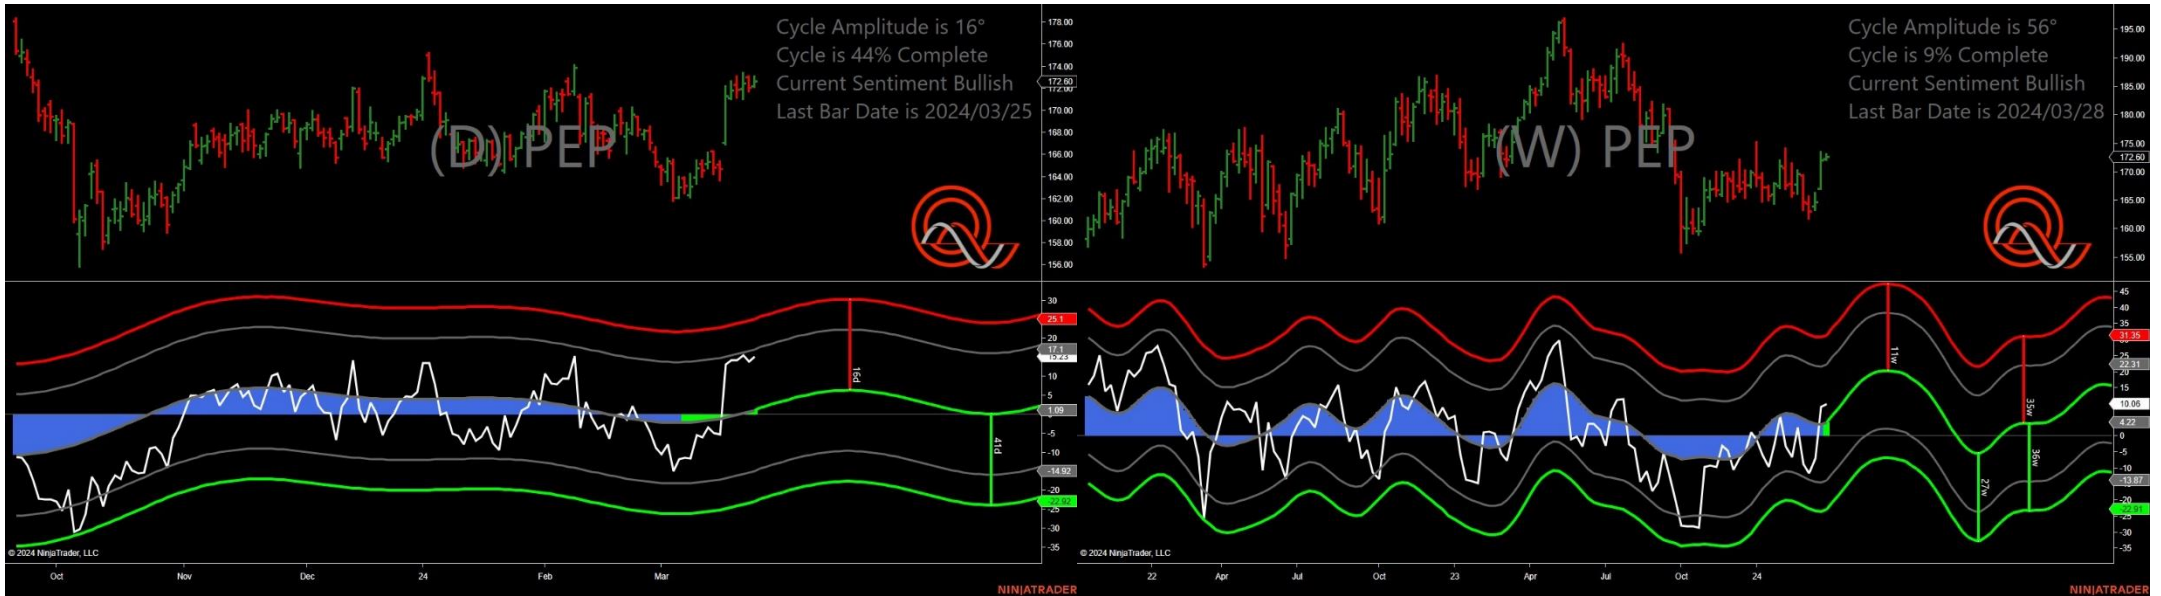 Cycle Amplitude is 16°
Cycle is 44% Complete
Current Sentiment Bullish
Last Bar Date is 2024/03/25
(D) PEP
178.00
176.00
174.00
172.60
172.00
170.00
168.00
166.00
164.00
162.00
160.00
158.00
156.00
30
25.1
20
17.1
15.23
10
5
1.09
-5
-10
-14.92
-20
-22.92
-25
-30
-35
16d
41d
© 2024 NinjaTrader, LLC
Oct
Nov
Dec
24
Feb
Mar
NINJATRADER
Cycle Amplitude is 56°
Cycle is 9% Complete
Current Sentiment Bullish
Last Bar Date is 2024/03/28
(W) PEP
195.00
190.00
185.00
180.00
175.00
172.60
170.00
165.00
160.00
155.00
45
40
35
31.35
22.31
20
15
10.06
4.22
0
-5
-10
-13.87
-20
-22.91
-30
-35
11w
27w
35w
36w
© 2024 NinjaTrader, LLC
22
Apr
Jul
Oct
23
Apr
Jul
Oct
24
NINJATRADER